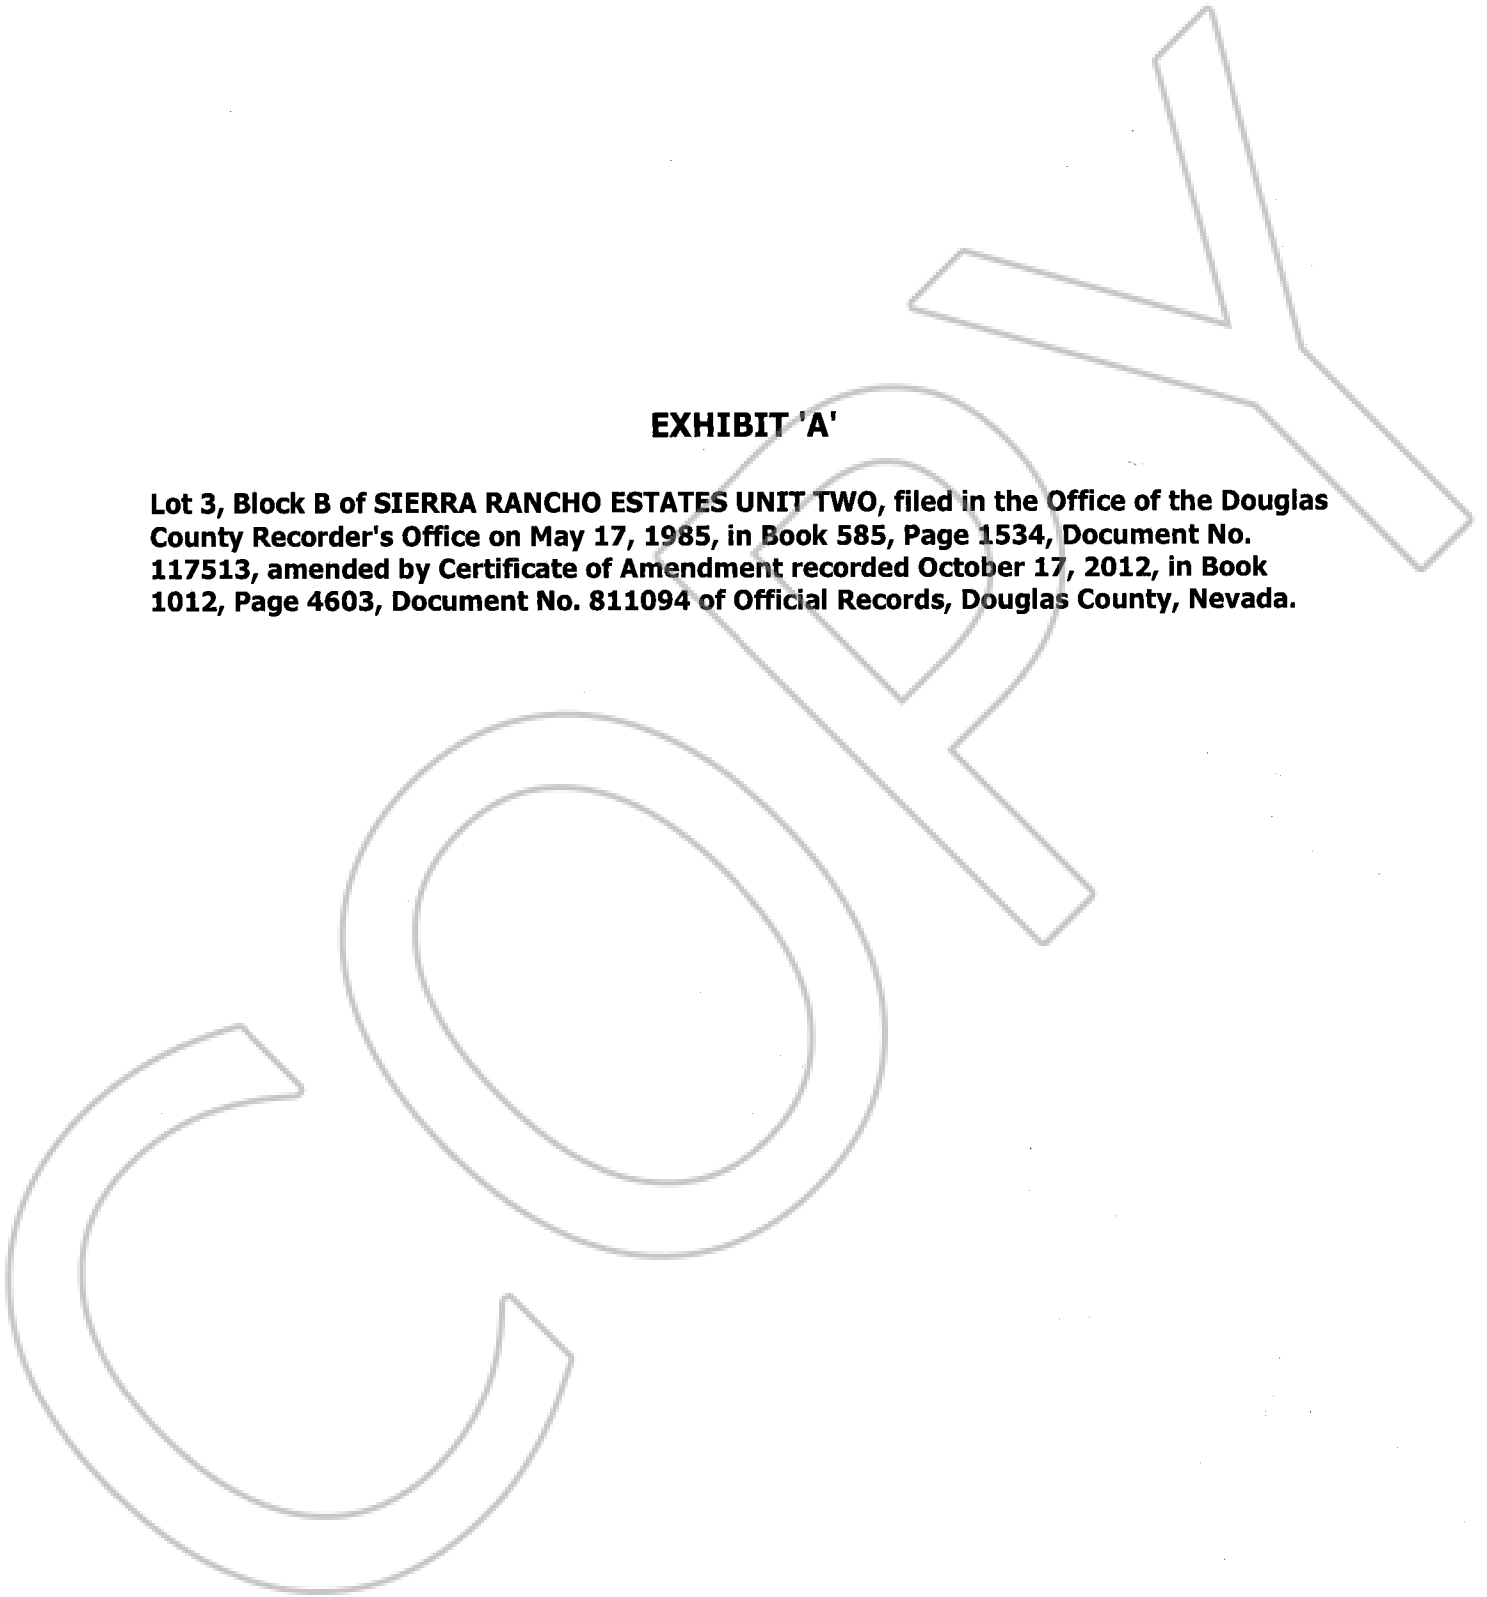 EXHIBIT 'A'
Lot 3, Block B of SIERRA RANCHO ESTATES UNIT TWO, filed in the Office of the Douglas
County Recorder's Office on May 17, 1985, in Book 585, Page 1534, Document No.
117513, amended by Certificate of Amendment recorded October 17, 2012, in Book
1012, Page 4603, Document No. 811094 of Official Records, Douglas County, Nevada.
COPY